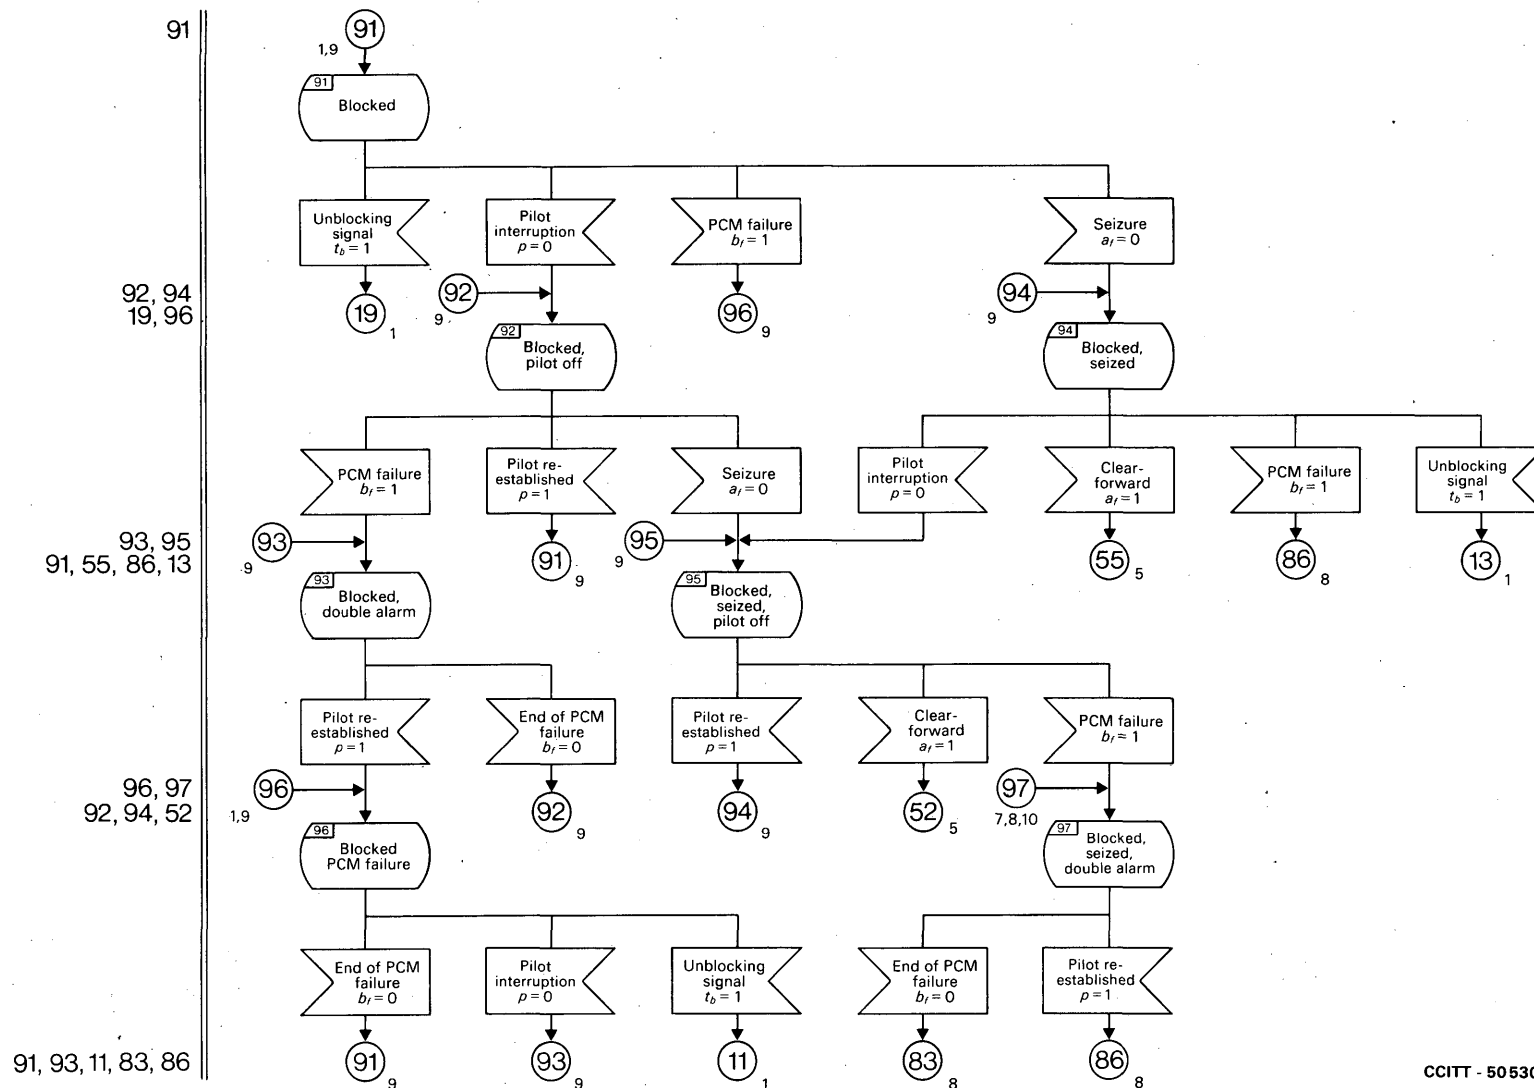 91
91
1,9
91
Blocked
Unblocking
signal
t_b = 1
Pilot
interruption
p = 0
PCM failure
b_f = 1
Seizure
a_f = 0
92, 94
19, 96
19
1
92
9
96
9
94
9
92
Blocked,
pilot off
94
Blocked,
seized
PCM failure
b_f = 1
Pilot re-
established
p = 1
Seizure
a_f = 0
Pilot
interruption
p = 0
Clear-
forward
a_f = 1
PCM failure
b_f = 1
Unblocking
signal
t_b = 1
93, 95
91, 55, 86, 13
93
9
91
9
95
9
55
5
86
8
13
1
93
Blocked,
double alarm
95
Blocked,
seized,
pilot off
Pilot re-
established
p = 1
End of PCM
failure
b_f = 0
Pilot re-
established
p = 1
Clear-
forward
a_f = 1
PCM failure
b_f = 1
96, 97
92, 94, 52
96
1,9
92
9
94
9
52
5
97
7,8,10
96
Blocked
PCM failure
97
Blocked,
seized,
double alarm
End of PCM
failure
b_f = 0
Pilot
interruption
p = 0
Unblocking
signal
t_b = 1
End of PCM
failure
b_f = 0
Pilot re-
established
p = 1
91, 93, 11, 83, 86
91
9
93
9
11
1
83
8
86
8
CCITT - 50530